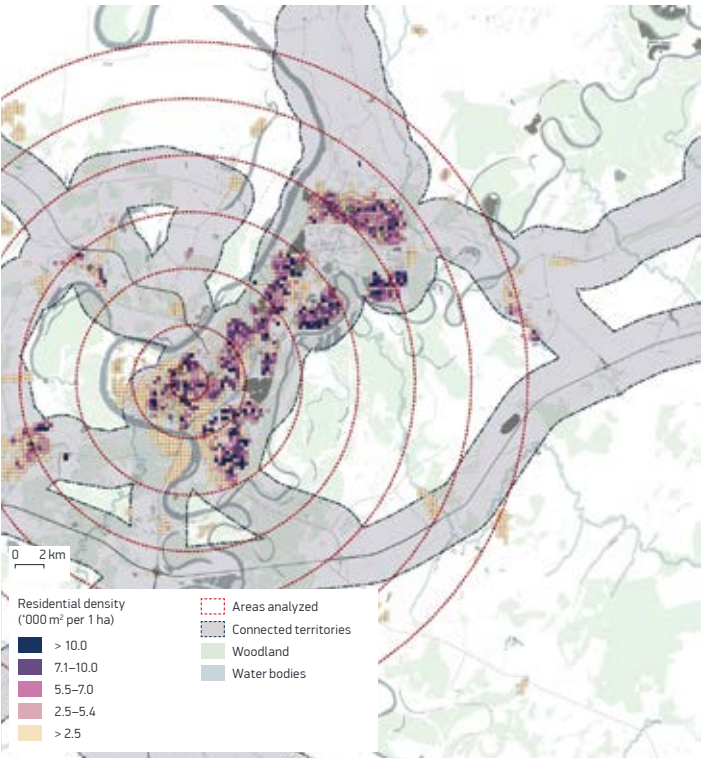 0 2 km
Residential density
('000 m² per 1 ha)
> 10.0
7.1–10.0
5.5–7.0
2.5–5.4
> 2.5
Areas analyzed
Connected territories
Woodland
Water bodies